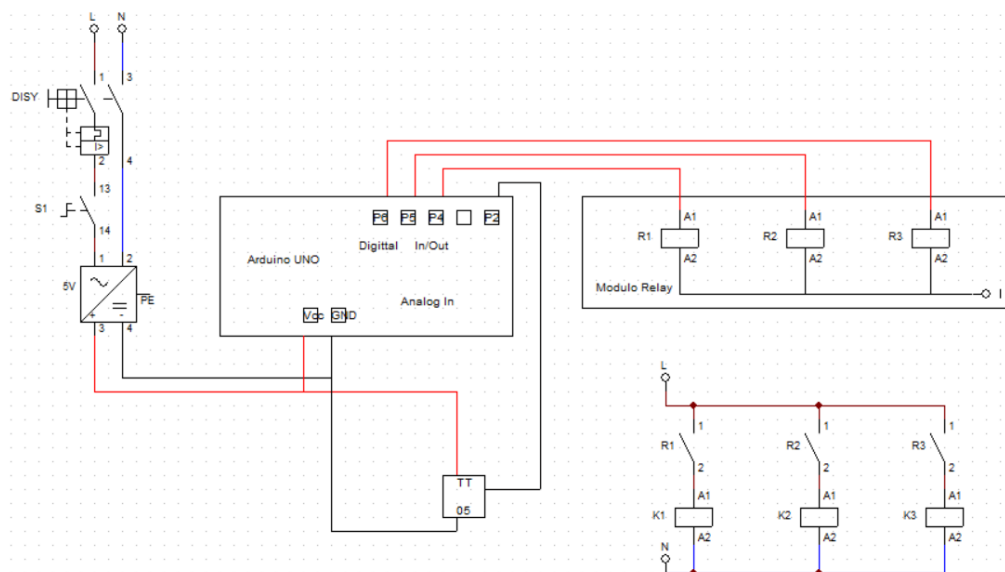 L N
1 3
DISY
I>
2 4
13
S1
14
1 2
5V
PE
+ -
3 4
P6 P5 P4 P2
Digittal In/Out
Arduino UNO
Analog In
Vcc GND
A1 A1 A1
R1 R2 R3
A2 A2 A2
Modulo Relay
L
1 1 1
R1 R2 R3
2 2 2
A1 A1 A1
K1 K2 K3
A2 A2 A2
N
TT
05